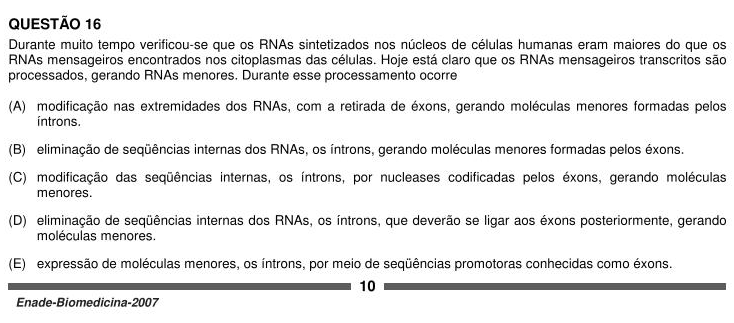 QUESTÃO 16
Durante muito tempo verificou-se que os RNAs sintetizados nos núcleos de células humanas eram maiores do que os
RNAs mensageiros encontrados nos citoplasmas das células. Hoje está claro que os RNAs mensageiros transcritos são
processados, gerando RNAs menores. Durante esse processamento ocorre
(A) modificação nas extremidades dos RNAs, com a retirada de éxons, gerando moléculas menores formadas pelos
íntrons.
(B) eliminação de seqüências internas dos RNAs, os íntrons, gerando moléculas menores formadas pelos éxons.
(C) modificação das seqüências internas, os íntrons, por nucleases codificadas pelos éxons, gerando moléculas
menores.
(D) eliminação de seqüências internas dos RNAs, os íntrons, que deverão se ligar aos éxons posteriormente, gerando
moléculas menores.
(E) expressão de moléculas menores, os íntrons, por meio de seqüências promotoras conhecidas como éxons.
10
Enade-Biomedicina-2007